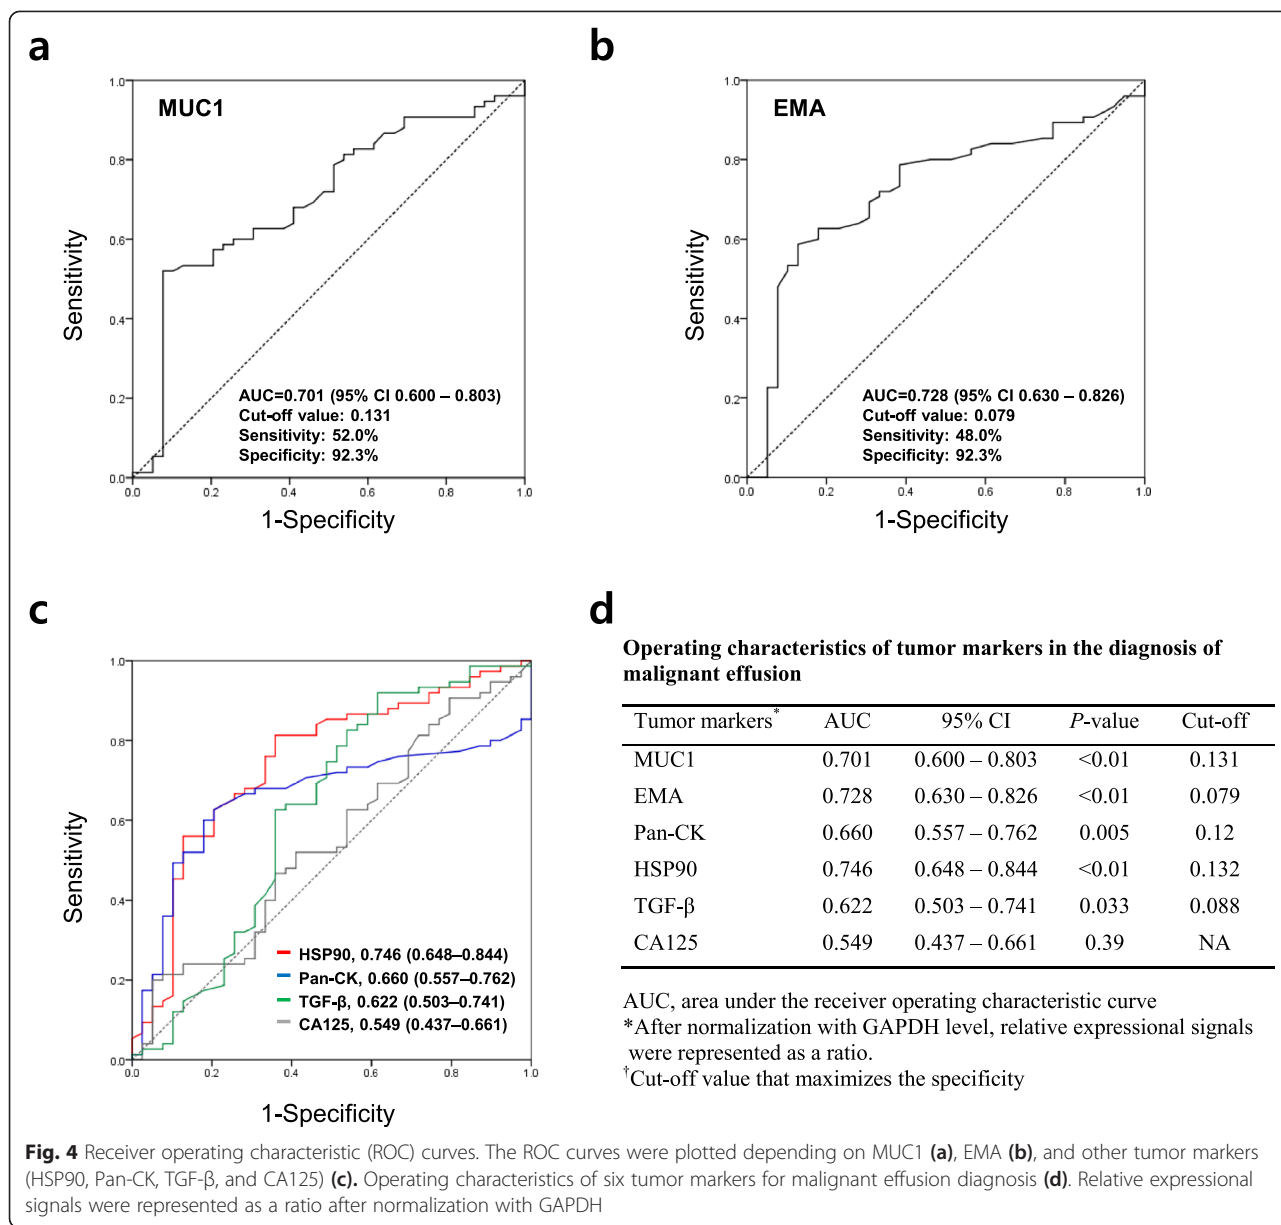 a
MUC1
1.0
0.8
0.6
0.4
0.2
0.0
Sensitivity
AUC=0.701 (95% CI 0.600 – 0.803)
Cut-off value: 0.131
Sensitivity: 52.0%
Specificity: 92.3%
0.0 0.2 0.4 0.6 0.8 1.0
1-Specificity
b
EMA
1.0
0.8
0.6
0.4
0.2
0.0
Sensitivity
AUC=0.728 (95% CI 0.630 – 0.826)
Cut-off value: 0.079
Sensitivity: 48.0%
Specificity: 92.3%
0.0 0.2 0.4 0.6 0.8 1.0
1-Specificity
c
1.0
0.8
0.6
0.4
0.2
0.0
Sensitivity
HSP90, 0.746 (0.648–0.844)
Pan-CK, 0.660 (0.557–0.762)
TGF-β, 0.622 (0.503–0.741)
CA125, 0.549 (0.437–0.661)
0.0 0.2 0.4 0.6 0.8 1.0
1-Specificity
d
Operating characteristics of tumor markers in the diagnosis of
malignant effusion
Tumor markers* AUC 95% CI P-value Cut-off
MUC1 0.701 0.600 – 0.803 <0.01 0.131
EMA 0.728 0.630 – 0.826 <0.01 0.079
Pan-CK 0.660 0.557 – 0.762 0.005 0.12
HSP90 0.746 0.648 – 0.844 <0.01 0.132
TGF-β 0.622 0.503 – 0.741 0.033 0.088
CA125 0.549 0.437 – 0.661 0.39 NA
AUC, area under the receiver operating characteristic curve
*After normalization with GAPDH level, relative expressional signals
were represented as a ratio.
†Cut-off value that maximizes the specificity
Fig. 4 Receiver operating characteristic (ROC) curves. The ROC curves were plotted depending on MUC1 (a), EMA (b), and other tumor markers
(HSP90, Pan-CK, TGF-β, and CA125) (c). Operating characteristics of six tumor markers for malignant effusion diagnosis (d). Relative expressional
signals were represented as a ratio after normalization with GAPDH